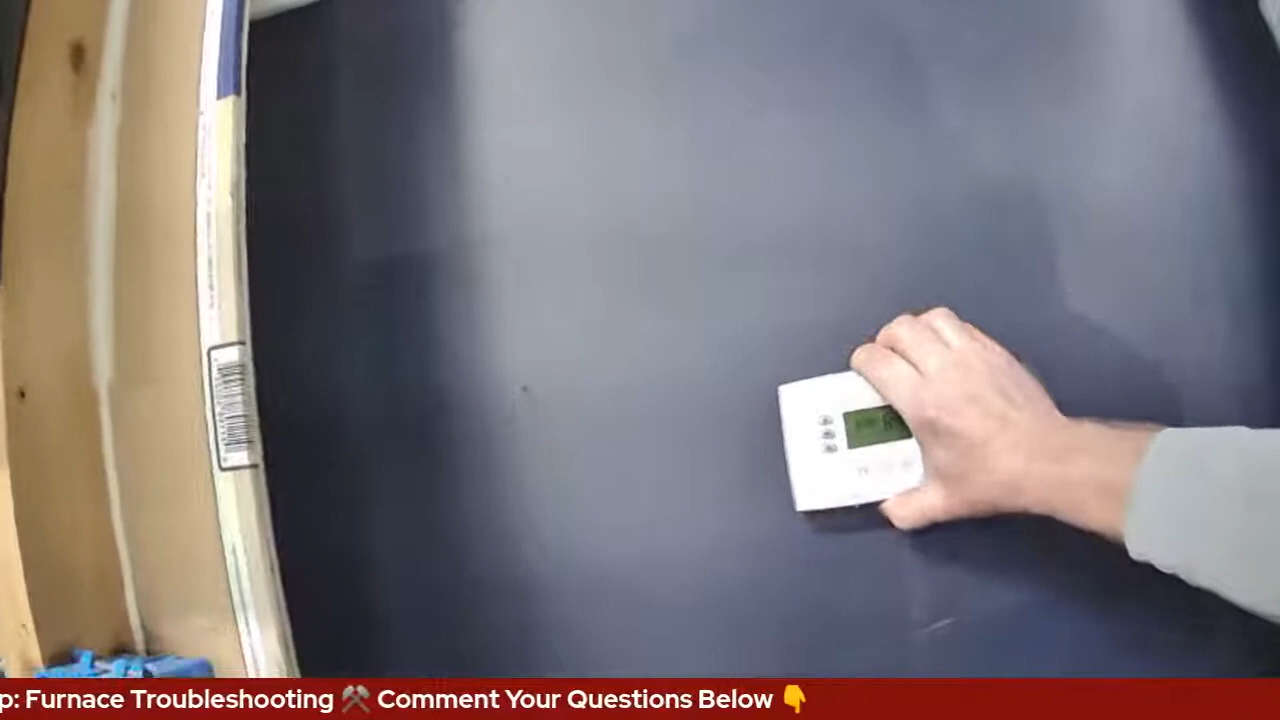 p: Furnace Troubleshooting ⚒️ Comment Your Questions Below 👇